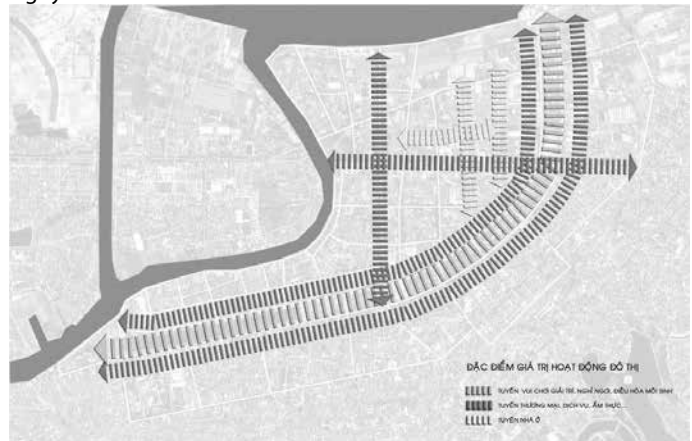 ĐẶC ĐIỂM GIÁ TRỊ HOẠT ĐỘNG ĐÔ THỊ
TUYẾN VUI CHƠI GIẢI TRÍ, NGHỈ NGƠI, ĐIỀU HÒA MÔI SINH
TUYẾN THƯƠNG MẠI, DỊCH VỤ, ẨM THỰC...
TUYẾN NHÀ Ở